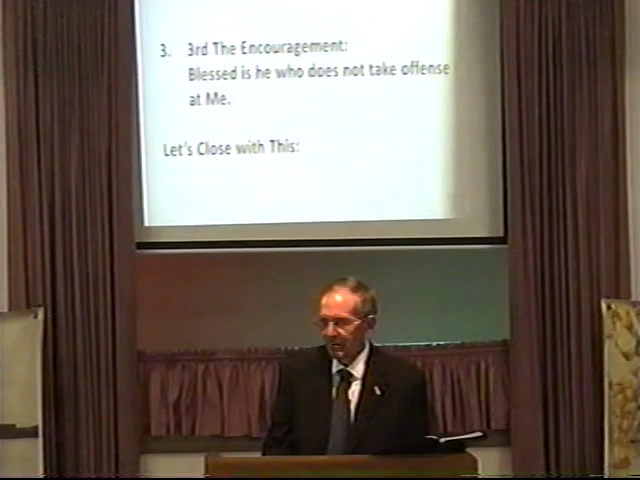 3. 3rd The Encouragement:
Blessed is he who does not take offense
at Me.
Let's Close with This: